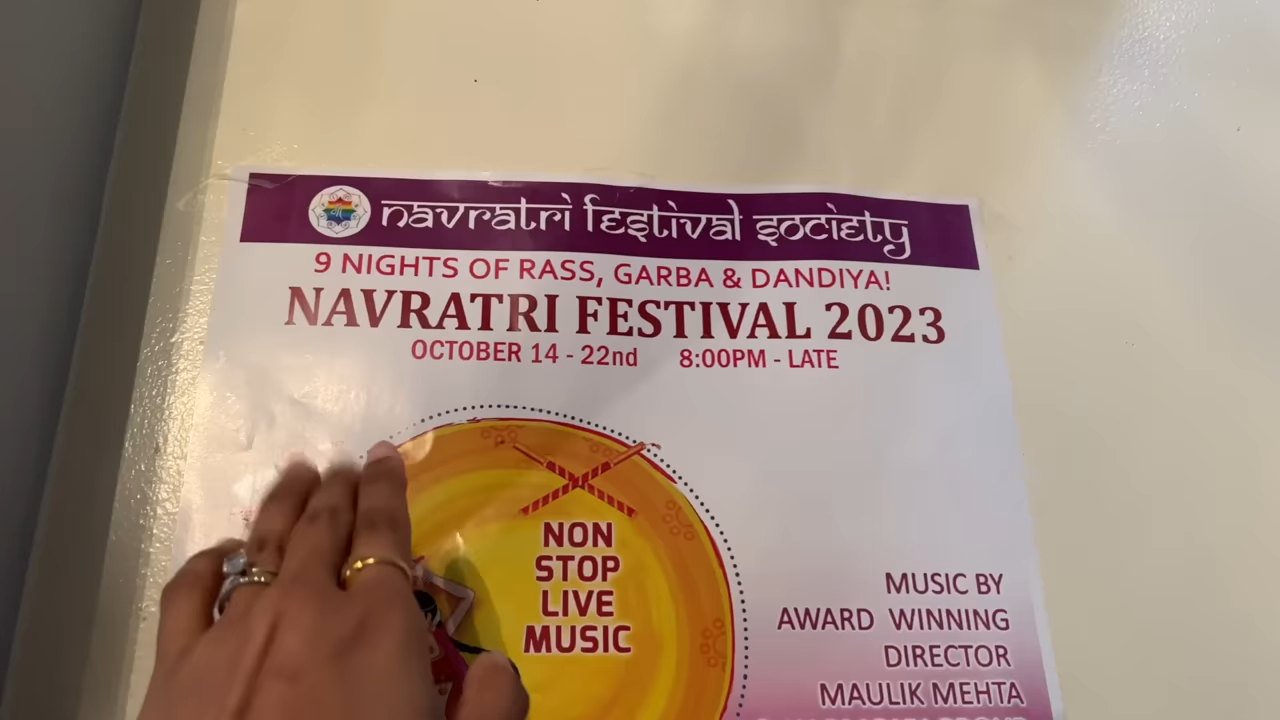 navratri festival society
9 NIGHTS OF RASS, GARBA & DANDIYA!
NAVRATRI FESTIVAL 2023
OCTOBER 14 - 22nd 8:00PM - LATE
NON
STOP
LIVE
MUSIC
MUSIC BY
AWARD WINNING
DIRECTOR
MAULIK MEHTA